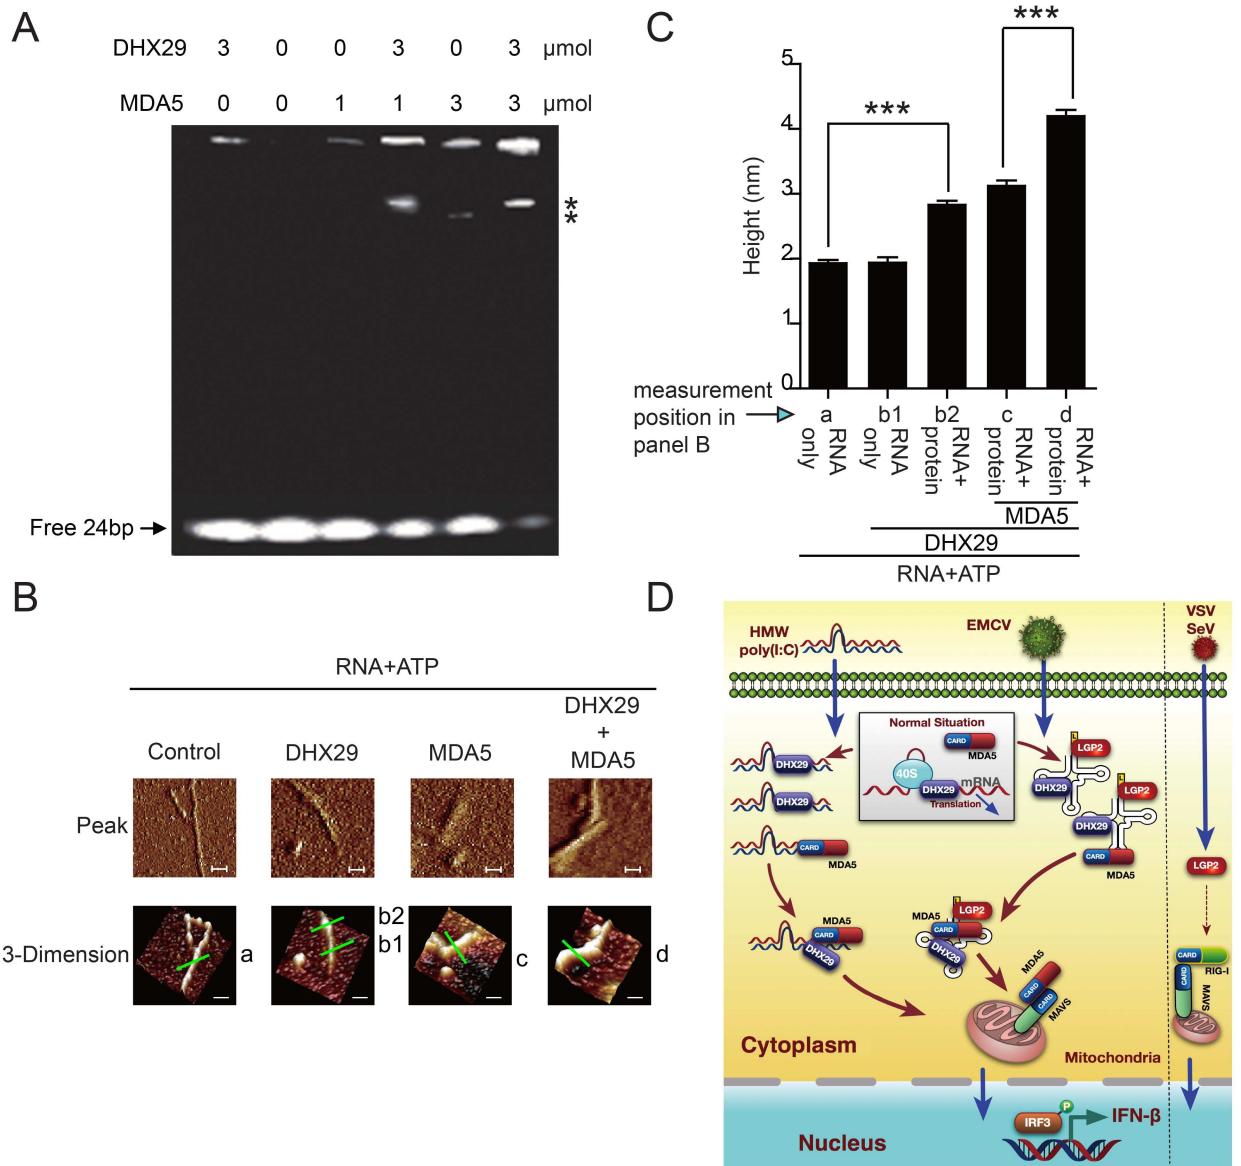 A
DHX29 3 0 0 3 0 3 µmol
MDA5 0 0 1 1 3 3 µmol
*
*
Free 24bp
B
RNA+ATP
Control
DHX29
MDA5
DHX29
+
MDA5
Peak
3-Dimension
a
b2
b1
c
d
C
***
***
Height (nm)
5
4
3
2
1
0
measurement
position in
panel B
a b1 b2 c d
RNA
only
RNA
only
RNA+
protein
RNA+
protein
RNA+
protein
MDA5
DHX29
RNA+ATP
D
HMW
poly(I:C)
EMCV
VSV
SeV
Normal Situation
CARD
MDA5
40S
DHX29
mRNA
Translation
DHX29
DHX29
CARD
MDA5
MDA5
CARD
DHX29
L
LGP2
DHX29
L
LGP2
DHX29
CARD
MDA5
L
LGP2
MDA5
CARD
DHX29
MDA5
CARD
CARD
MAVS
LGP2
CARD
RIG-I
CARD
MAVS
Cytoplasm
Mitochondria
Nucleus
IRF3
P
IFN-β